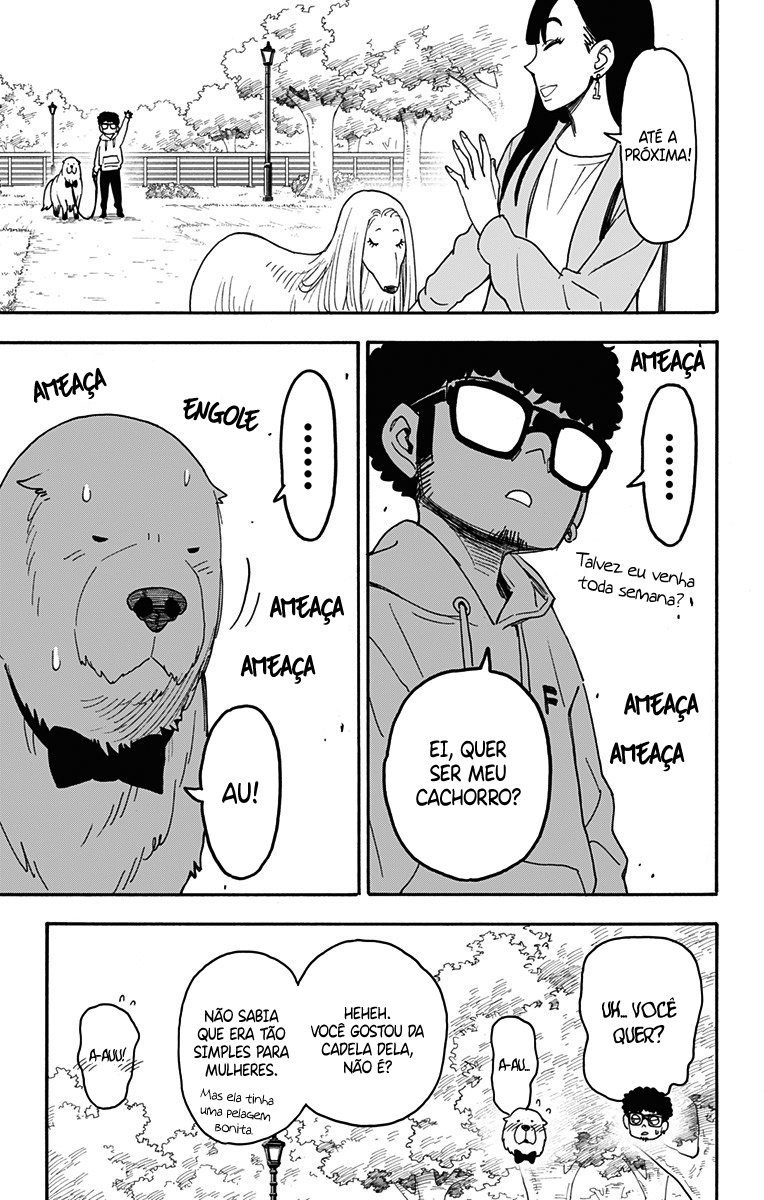 ATÉ A
PRÓXIMA!
AMEAÇA
......
Talvez eu venha
toda semana?
F
AMEAÇA
AMEAÇA
EI, QUER
SER MEU
CACHORRO?
AMEAÇA
ENGOLE
......
AMEAÇA
AMEAÇA
AU!
UH... VOCÊ
QUER?
A-AU...
HEHEH.
VOCÊ GOSTOU DA
CADELA DELA,
NÃO É?
NÃO SABIA
QUE ERA TÃO
SIMPLES PARA
MULHERES.
Mas ela tinha
uma pelagem
bonita.
A-AUU!